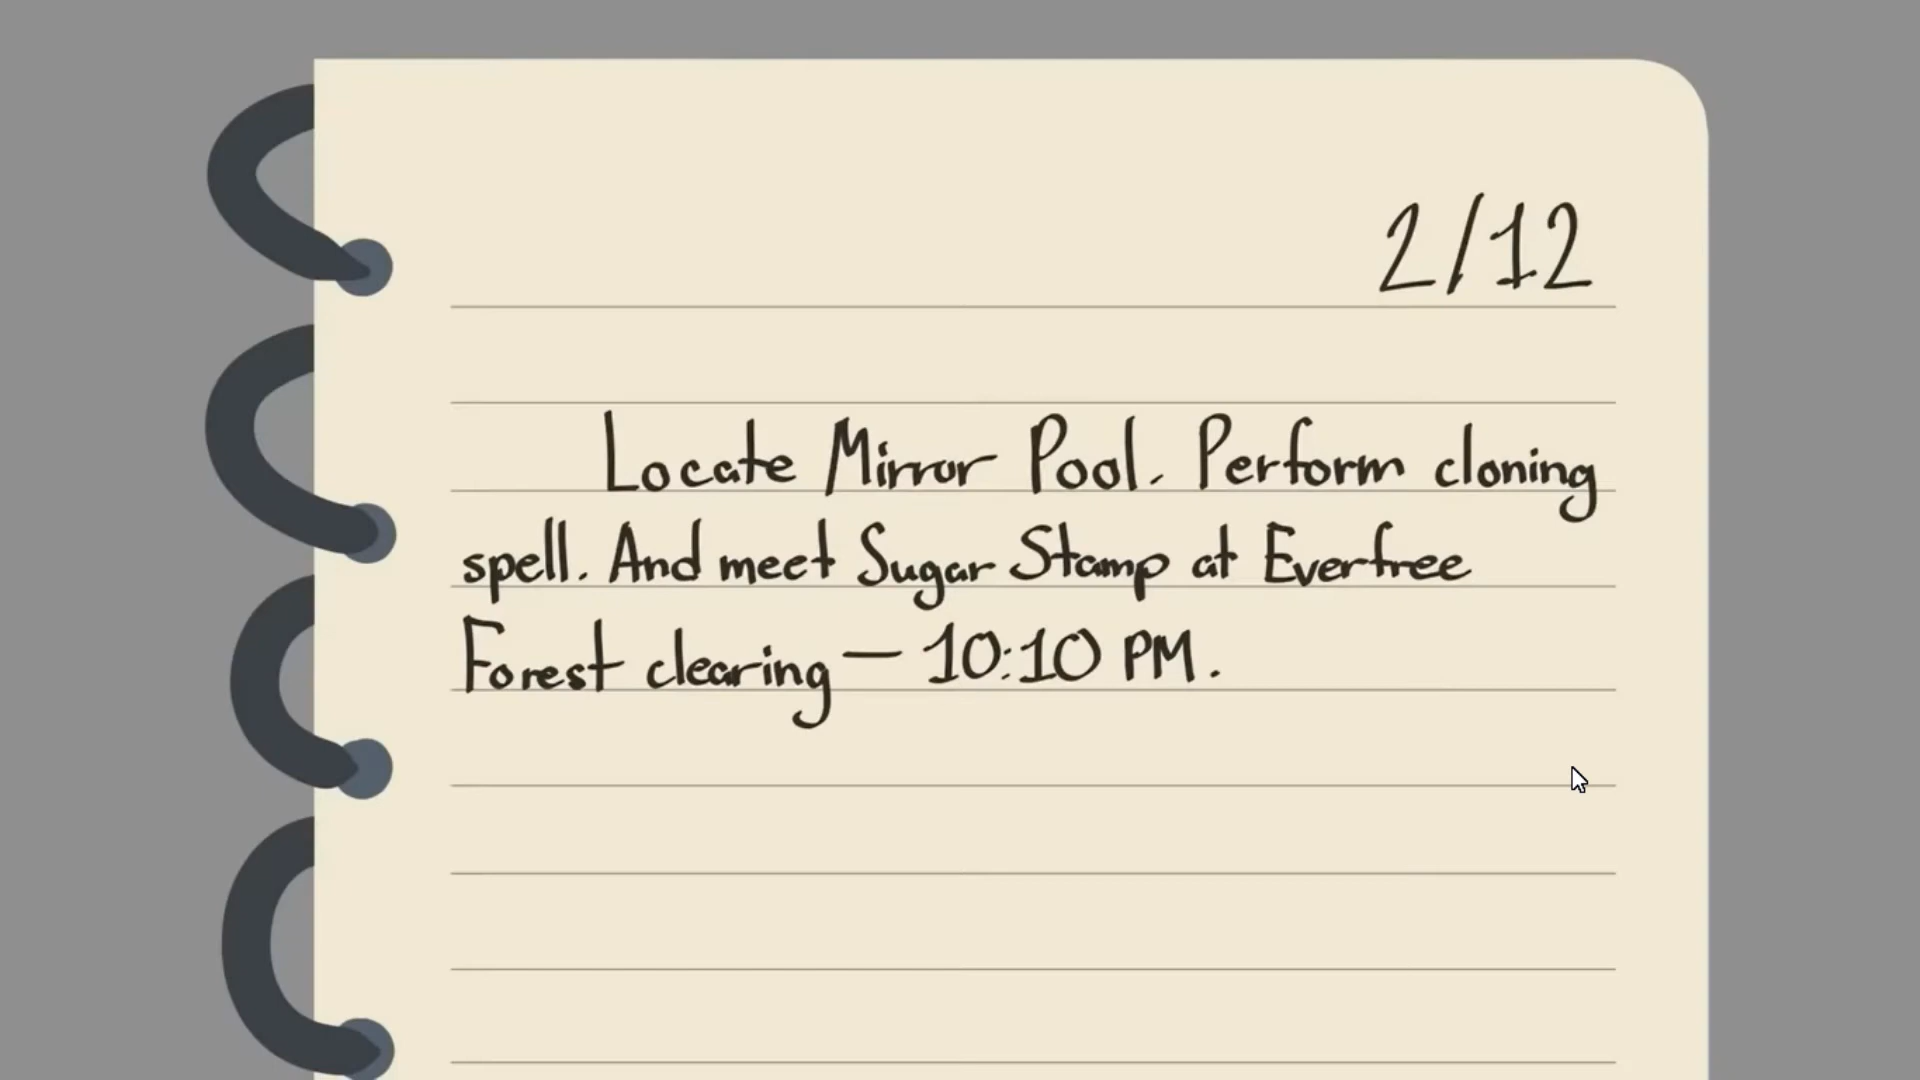 2/12
Locate Mirror Pool. Perform cloning
spell. And meet Sugar Stamp at Everfree
Forest clearing — 10:10 PM.